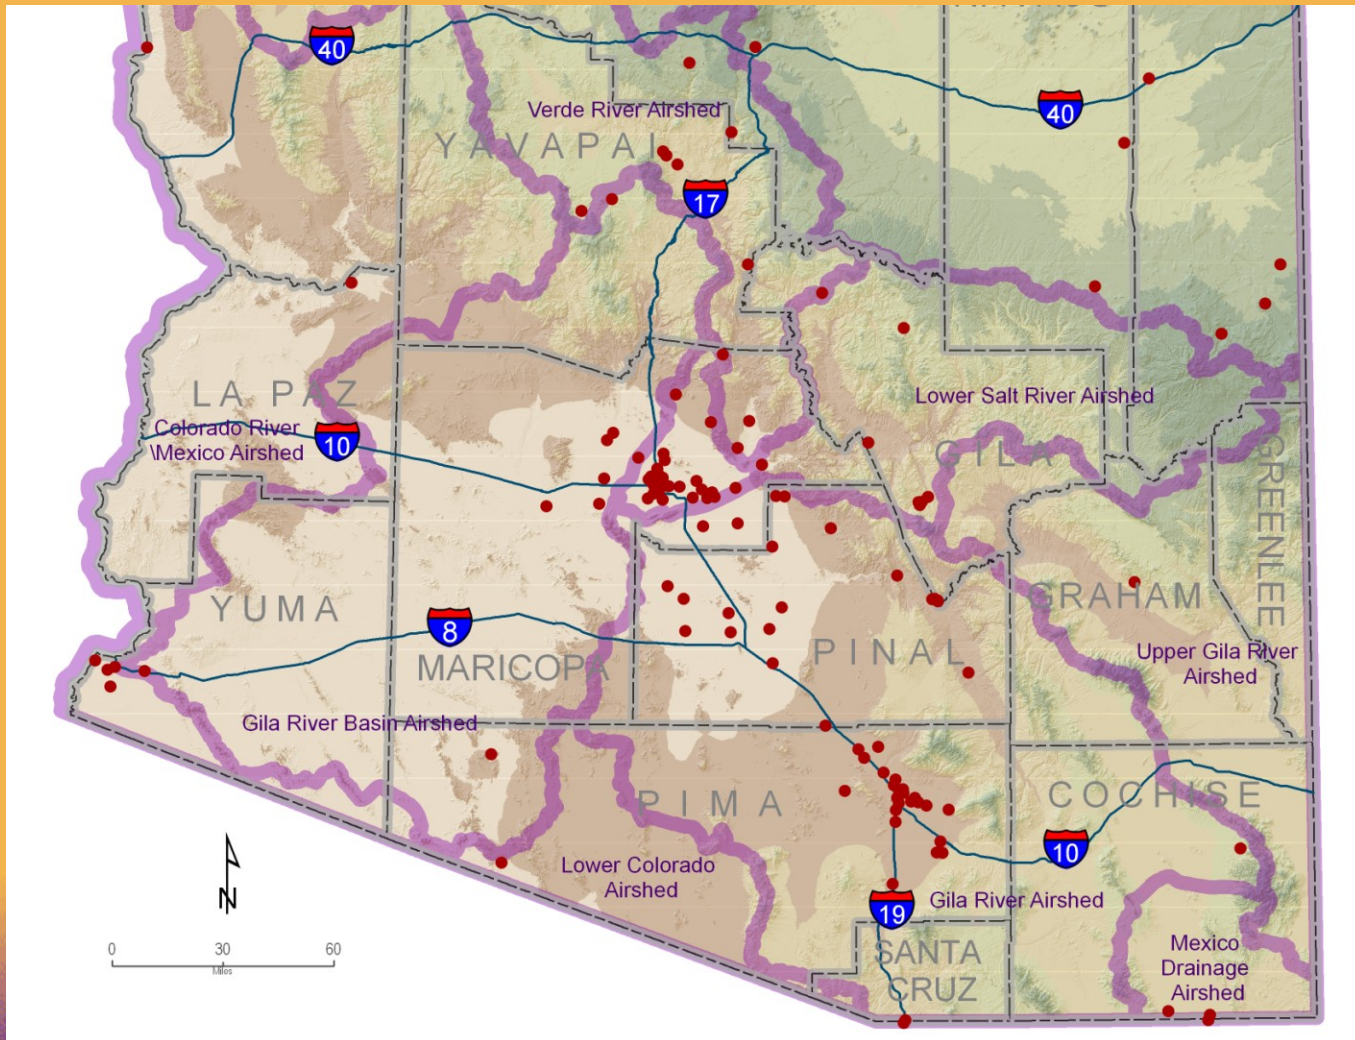 40
Verde River Airshed
40
YAVAPAI
17
LA PAZ
Lower Salt River Airshed
Colorado River
\Mexico Airshed
10
GILA
GREENLEE
YUMA
8
GRAHAM
MARICOPA
PINAL
Upper Gila River
Airshed
Gila River Basin Airshed
PIMA
COCHISE
10
Lower Colorado
Airshed
19
Gila River Airshed
N
SANTA
CRUZ
Mexico
Drainage
Airshed
0 30 60
Miles